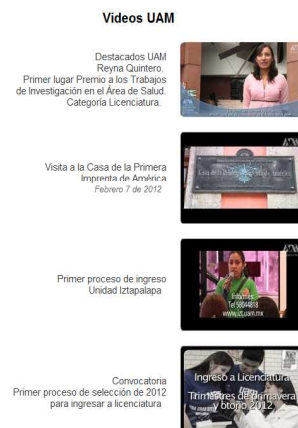 Videos UAM
Destacados UAM
Reyna Quintero.
Primer lugar Premio a los Trabajos
de Investigación en el Área de Salud.
Categoría Licenciatura.
Visita a la Casa de la Primera
Imprenta de América
Febrero 7 de 2012
Primer proceso de ingreso
Unidad Iztapalapa
Informes:
Tel 58044818
www.izt.uam.mx
Convocatoria
Primer proceso de selección de 2012
para ingresar a licenciatura
Ingreso a Licenciatura
Trimestres de primavera
y otoño 2012